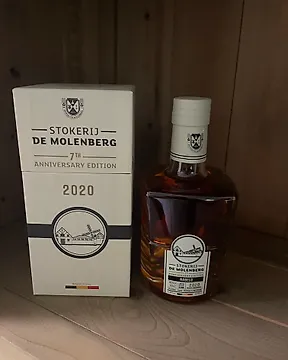 STOKERIJ
DE MOLENBERG
7TH
ANNIVERSARY EDITION
2020
STOKERIJ
DE MOLENBERG